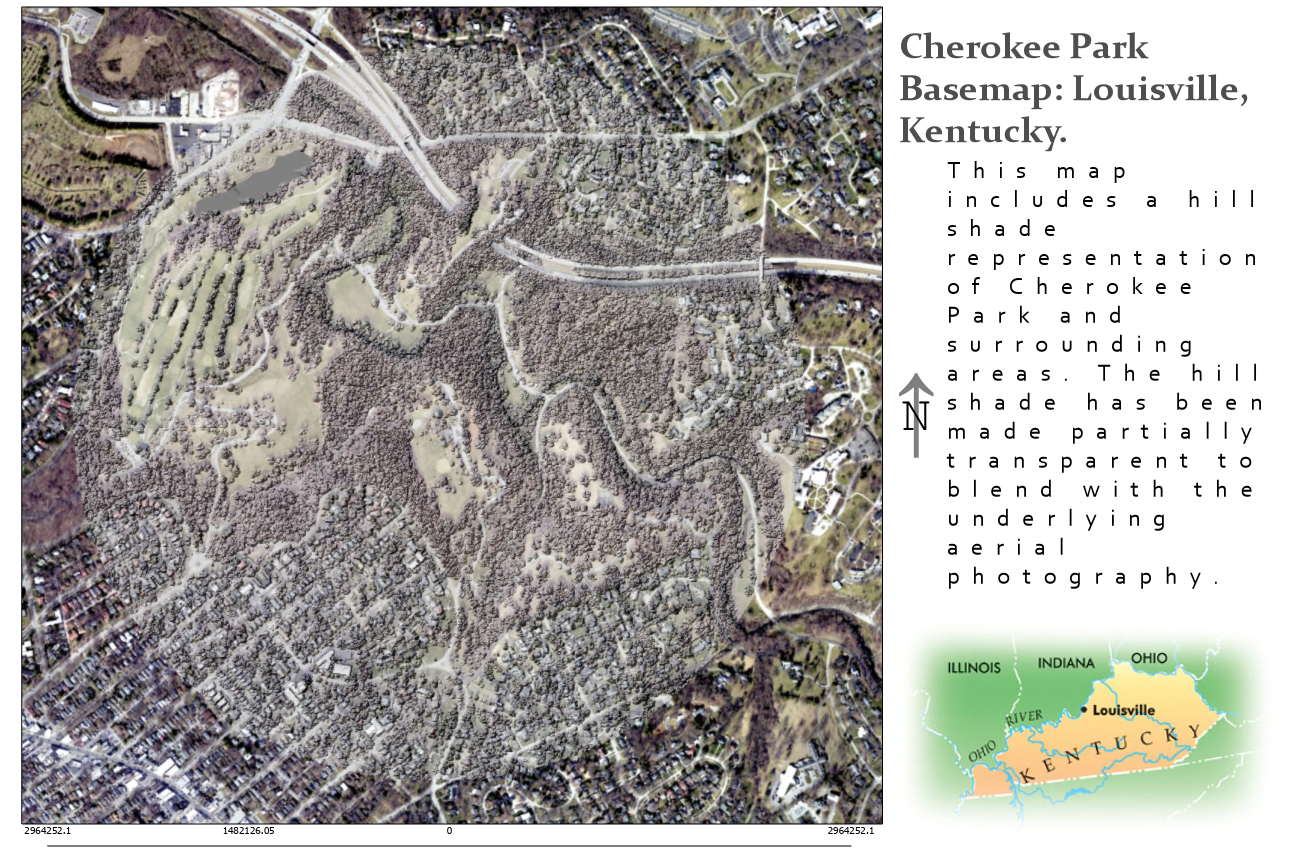 Cherokee Park
Basemap: Louisville,
Kentucky.
This map
includes a hill
shade
representation
of Cherokee
Park and
surrounding
areas. The hill
shade has been
made partially
transparent to
blend with the
underlying
aerial
photography.
N
ILLINOIS
INDIANA
OHIO
Louisville
OHIO RIVER
KENTUCKY
2964252.1 1482126.05 0 2964252.1